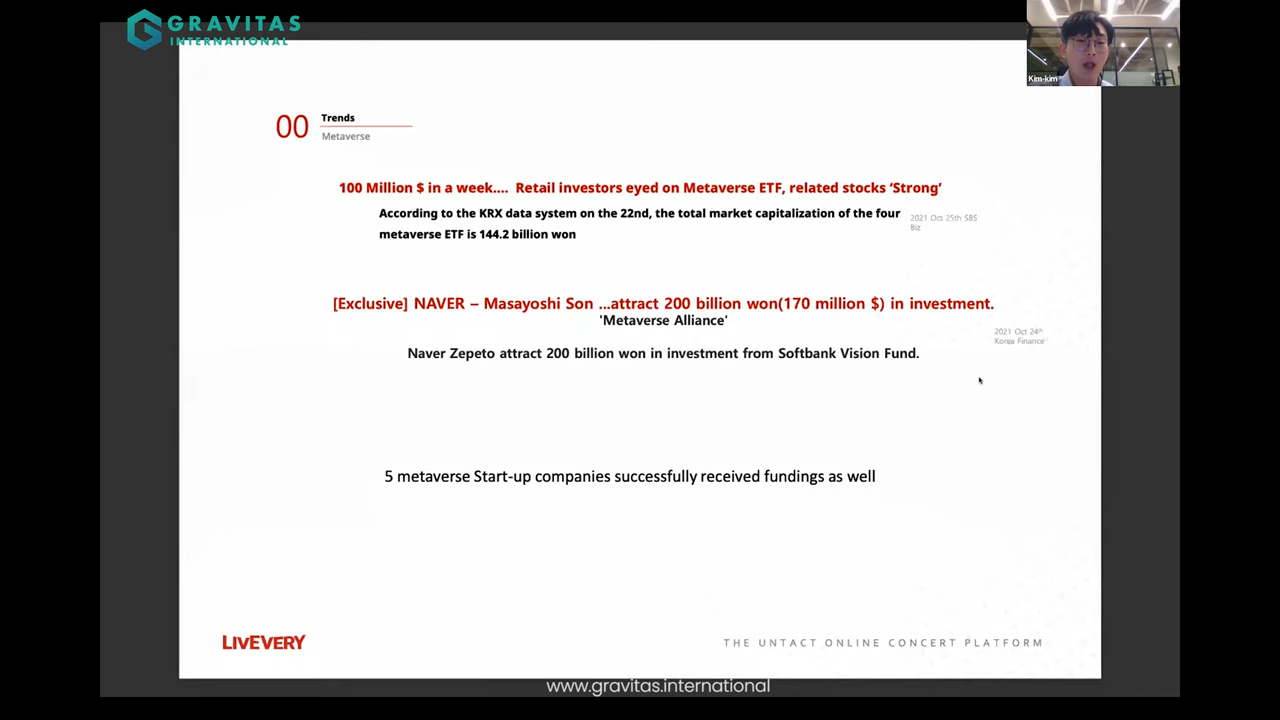 GRAVITAS
INTERNATIONAL
Kim-kim
00
Trends
Metaverse
100 Million $ in a week.... Retail investors eyed on Metaverse ETF, related stocks ‘Strong’
According to the KRX data system on the 22nd, the total market capitalization of the four
metaverse ETF is 144.2 billion won
2021 Oct 25th SBS
Biz
[Exclusive] NAVER – Masayoshi Son ...attract 200 billion won(170 million $) in investment.
'Metaverse Alliance'
2021 Oct 24th
Korea Finance
Naver Zepeto attract 200 billion won in investment from Softbank Vision Fund.
5 metaverse Start-up companies successfully received fundings as well
LIVEVERY
THE UNTACT ONLINE CONCERT PLATFORM
www.gravitas.international